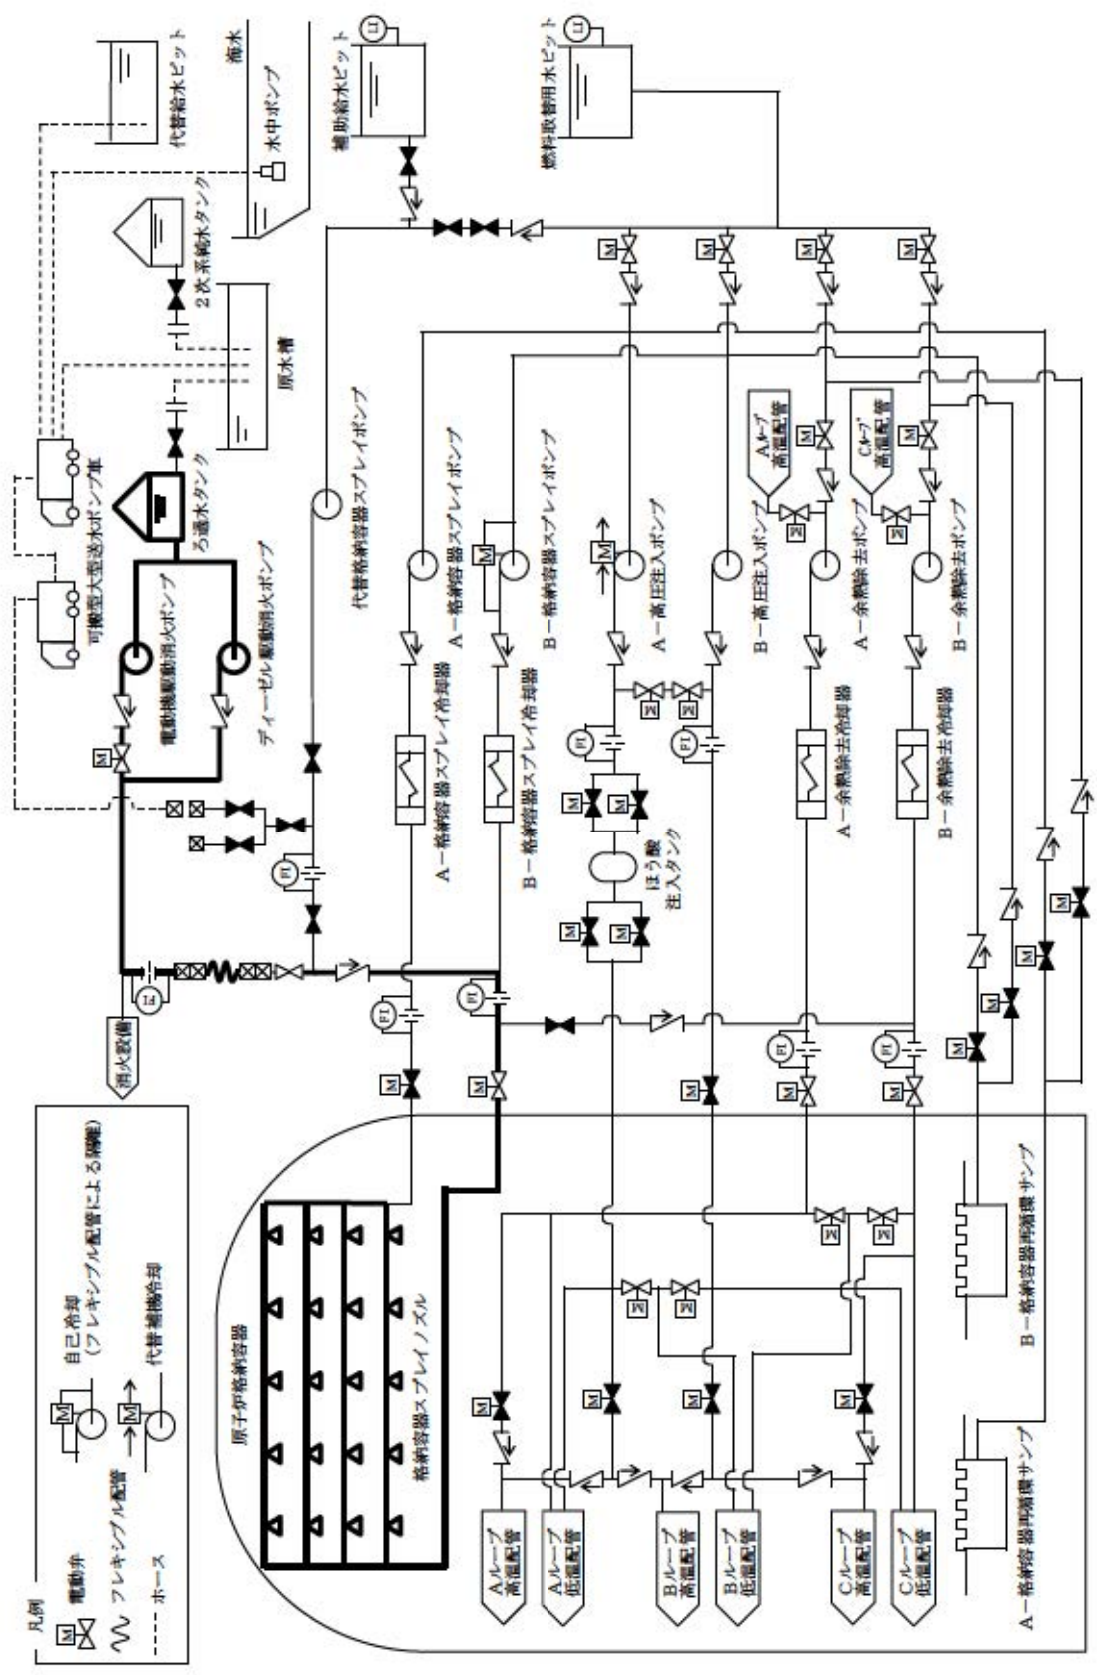 凡例
電動弁
フレキシブル配管
ホース
自己冷却
(フレキシブル配管による隔離)
代替補機冷却
M
M
M
消火設備
FI
M
電動機駆動消火ポンプ
ディーゼル駆動消火ポンプ
ろ過水タンク
可搬型大型送水ポンプ車
2次系純水タンク
原水槽
代替給水ピット
海水
水中ポンプ
補助給水ピット
LI
燃料取替用水ピット
LI
代替格納容器スプレイポンプ
FI
原子炉格納容器
格納容器スプレイノズル
M
FI
A-格納容器スプレイ冷却器
A-格納容器スプレイポンプ
M
FI
B-格納容器スプレイ冷却器
M
B-格納容器スプレイポンプ
M
M
M
ほう酸
注入タンク
M
M
FI
M
A-高圧注入ポンプ
M
M
M
M
FI
M
M
B-高圧注入ポンプ
M
M
FI
A-余熱除去冷却器
A-余熱除去ポンプ
M
Aループ
高温配管
M
M
M
FI
B-余熱除去冷却器
B-余熱除去ポンプ
M
Cループ
高温配管
M
M
M
M
M
M
M
M
M
M
M
M
Aループ
高温配管
Aループ
低温配管
Bループ
高温配管
Bループ
低温配管
Cループ
高温配管
Cループ
低温配管
B-格納容器再循環サンプ
A-格納容器再循環サンプ